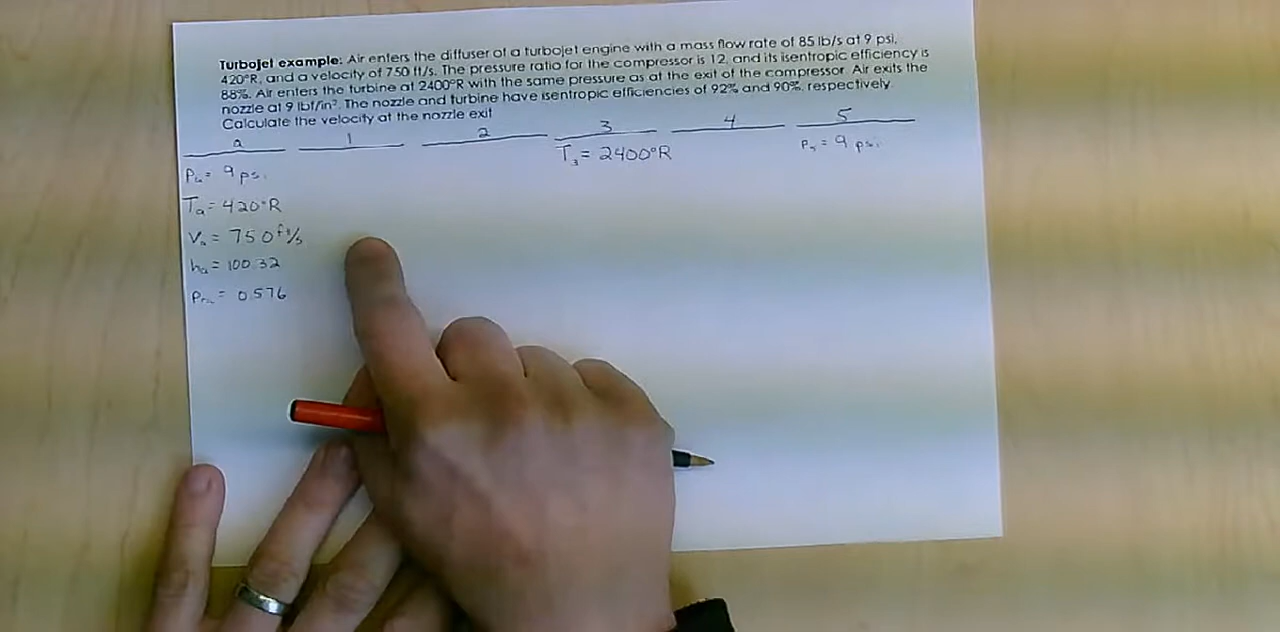 Turbojet example: Air enters the diffuser of a turbojet engine with a mass flow rate of 85 lb/s at 9 psi,
420°R, and a velocity of 750 ft/s. The pressure ratio for the compressor is 12, and its isentropic efficiency is
88%. Air enters the turbine at 2400°R with the same pressure as at the exit of the compressor. Air exits the
nozzle at 9 lbf/in². The nozzle and turbine have isentropic efficiencies of 92% and 90%, respectively.
Calculate the velocity at the nozzle exit
a 1 2 3 4 5
Pa = 9 psi T3 = 2400°R P5 = 9 psi
Ta = 420°R
Va = 750 ft/s
ha = 100.32
Pra = 0.576